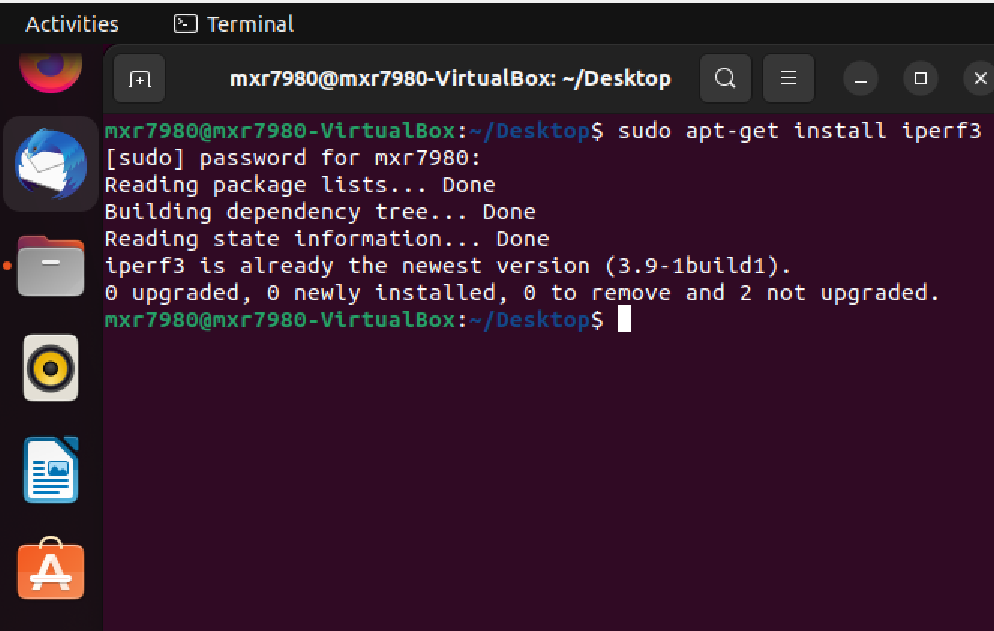 Activities Terminal
mxr7980@mxr7980-VirtualBox: ~/Desktop
mxr7980@mxr7980-VirtualBox:~/Desktop$ sudo apt-get install iperf3
[sudo] password for mxr7980:
Reading package lists... Done
Building dependency tree... Done
Reading state information... Done
iperf3 is already the newest version (3.9-1build1).
0 upgraded, 0 newly installed, 0 to remove and 2 not upgraded.
mxr7980@mxr7980-VirtualBox:~/Desktop$